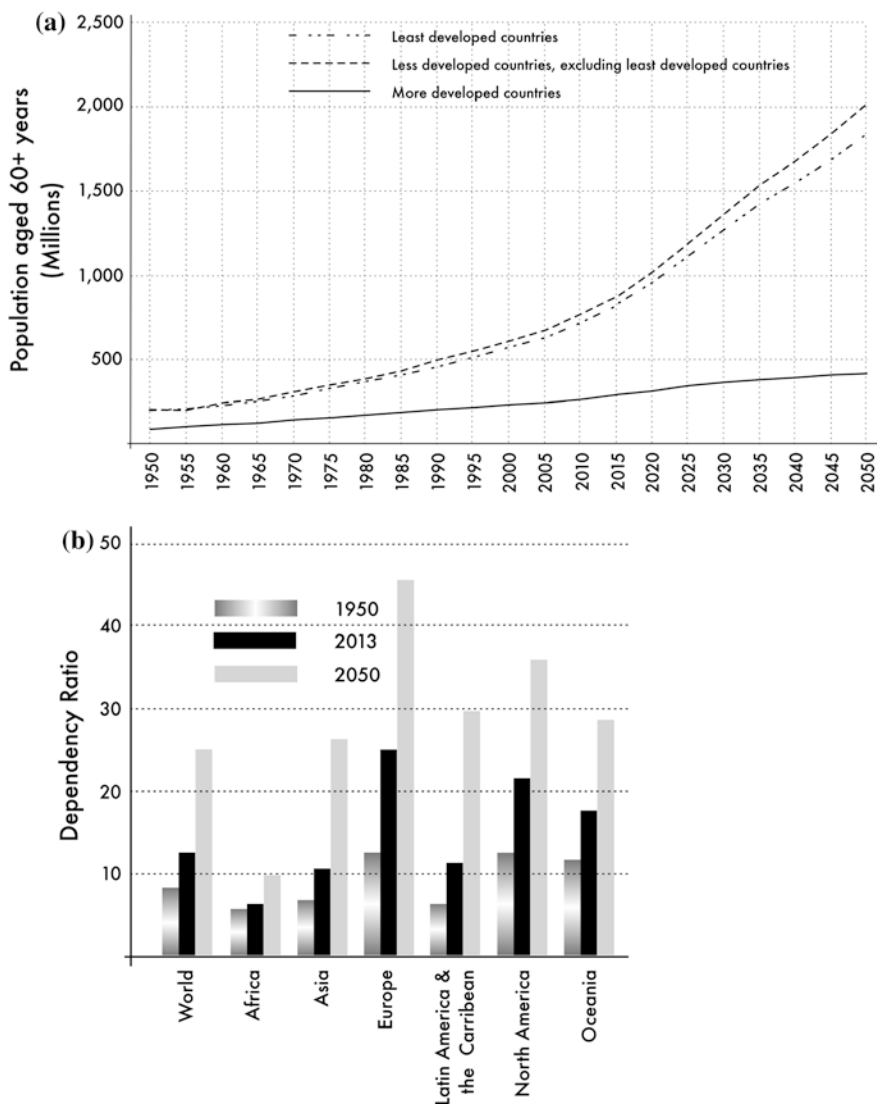 (a)
2,500
2,000
1,500
1,000
500
Population aged 60+ years
(Millions)
Least developed countries
Less developed countries, excluding least developed countries
More developed countries
1950
1955
1960
1965
1970
1975
1980
1985
1990
1995
2000
2005
2010
2015
2020
2025
2030
2035
2040
2045
2050
(b)
50
40
30
20
10
Dependency Ratio
1950
2013
2050
World
Africa
Asia
Europe
Latin America &
the Carribean
North America
Oceania